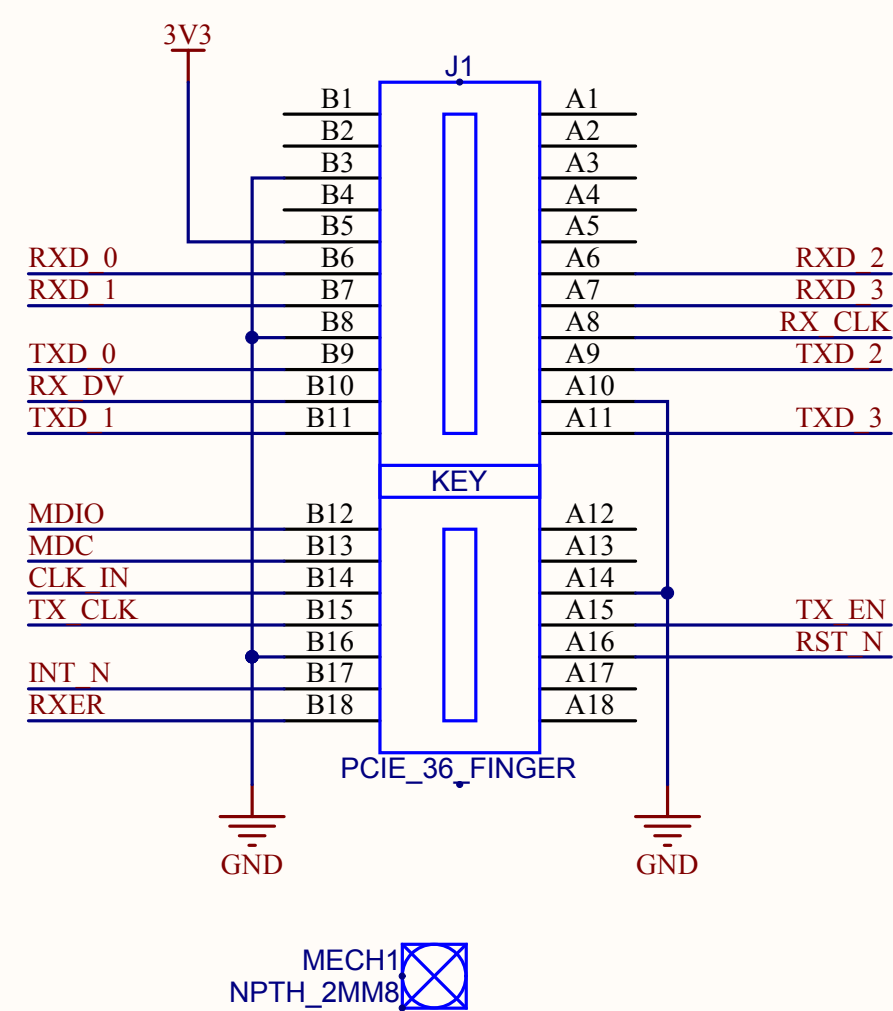 3V3
J1
B1 A1
B2 A2
B3 A3
B4 A4
B5 A5
RXD_0 B6 A6 RXD_2
RXD_1 B7 A7 RXD_3
B8 A8 RX_CLK
TXD_0 B9 A9 TXD_2
RX_DV B10 A10
TXD_1 B11 A11 TXD_3
KEY
MDIO B12 A12
MDC B13 A13
CLK_IN B14 A14
TX_CLK B15 A15 TX_EN
B16 A16 RST_N
INT_N B17 A17
RXER B18 A18
PCIE_36_FINGER
GND GND
MECH1
NPTH_2MM8